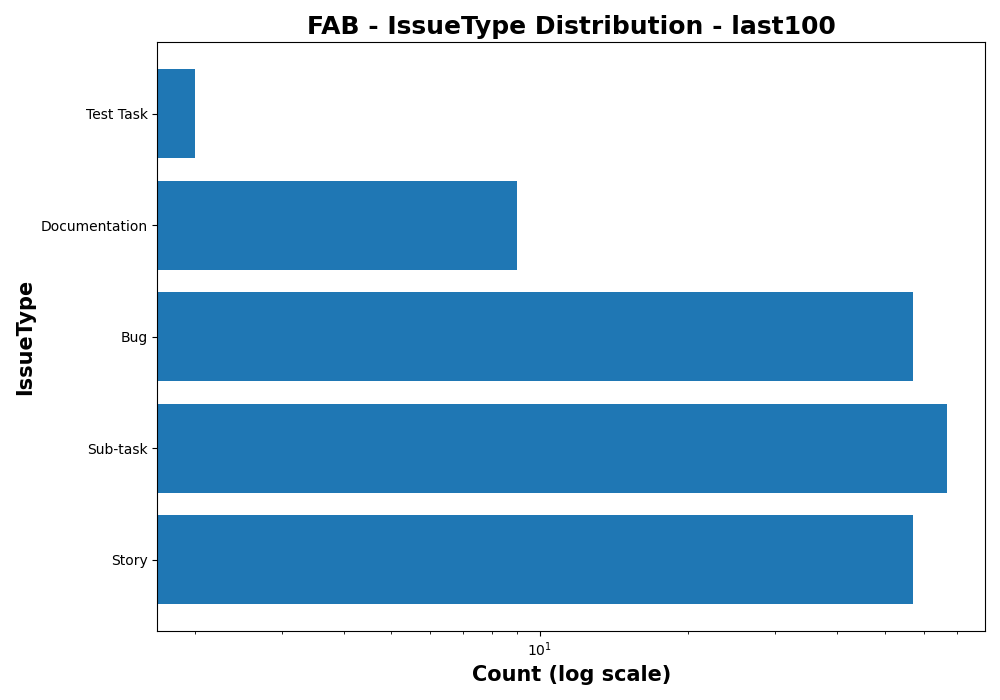 FAB - IssueType Distribution - last100
IssueType
Test Task
Documentation
Bug
Sub-task
Story
10¹
Count (log scale)